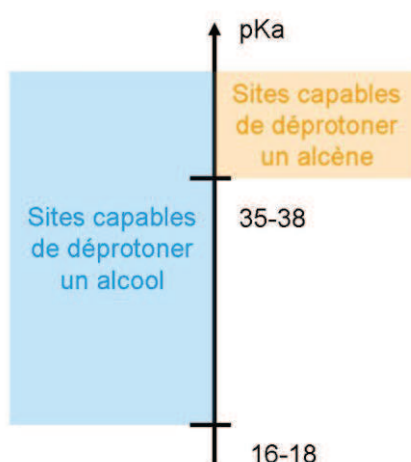 pKa
Sites capables
de déprotoner
un alcène
35-38
Sites capables
de déprotoner
un alcool
16-18